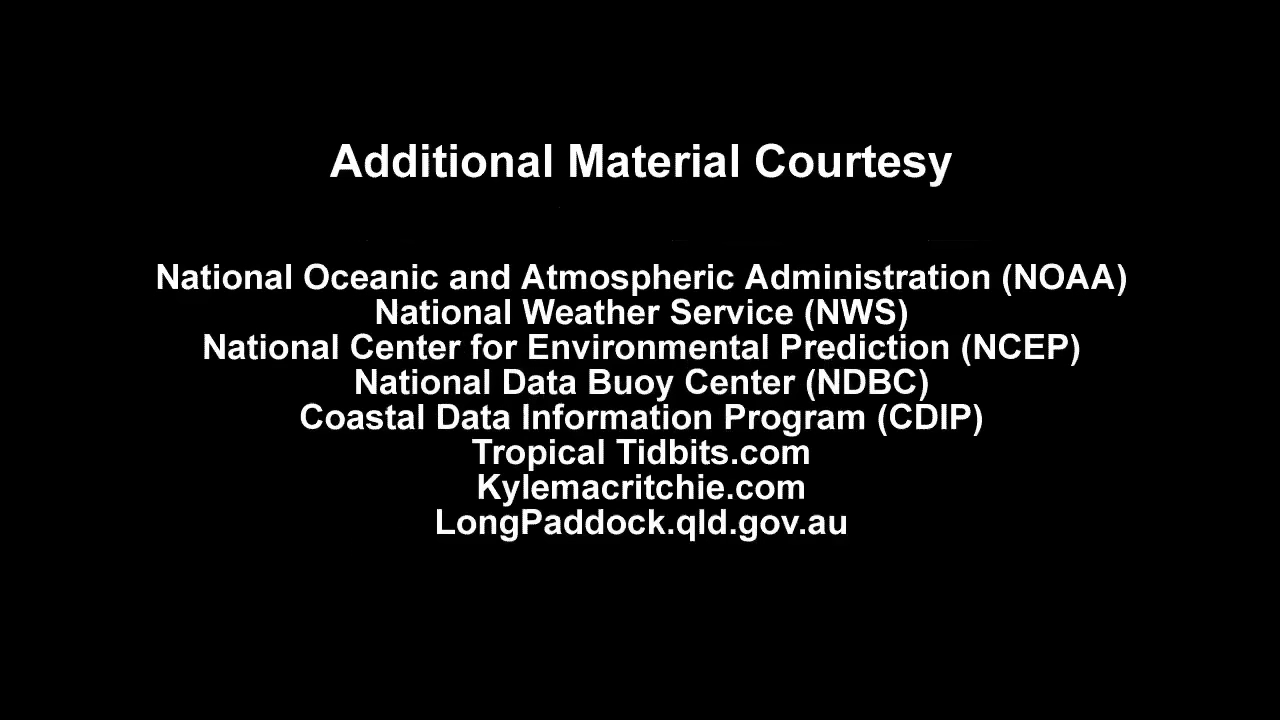 Additional Material Courtesy
National Oceanic and Atmospheric Administration (NOAA)
National Weather Service (NWS)
National Center for Environmental Prediction (NCEP)
National Data Buoy Center (NDBC)
Coastal Data Information Program (CDIP)
Tropical Tidbits.com
Kylemacritchie.com
LongPaddock.qld.gov.au